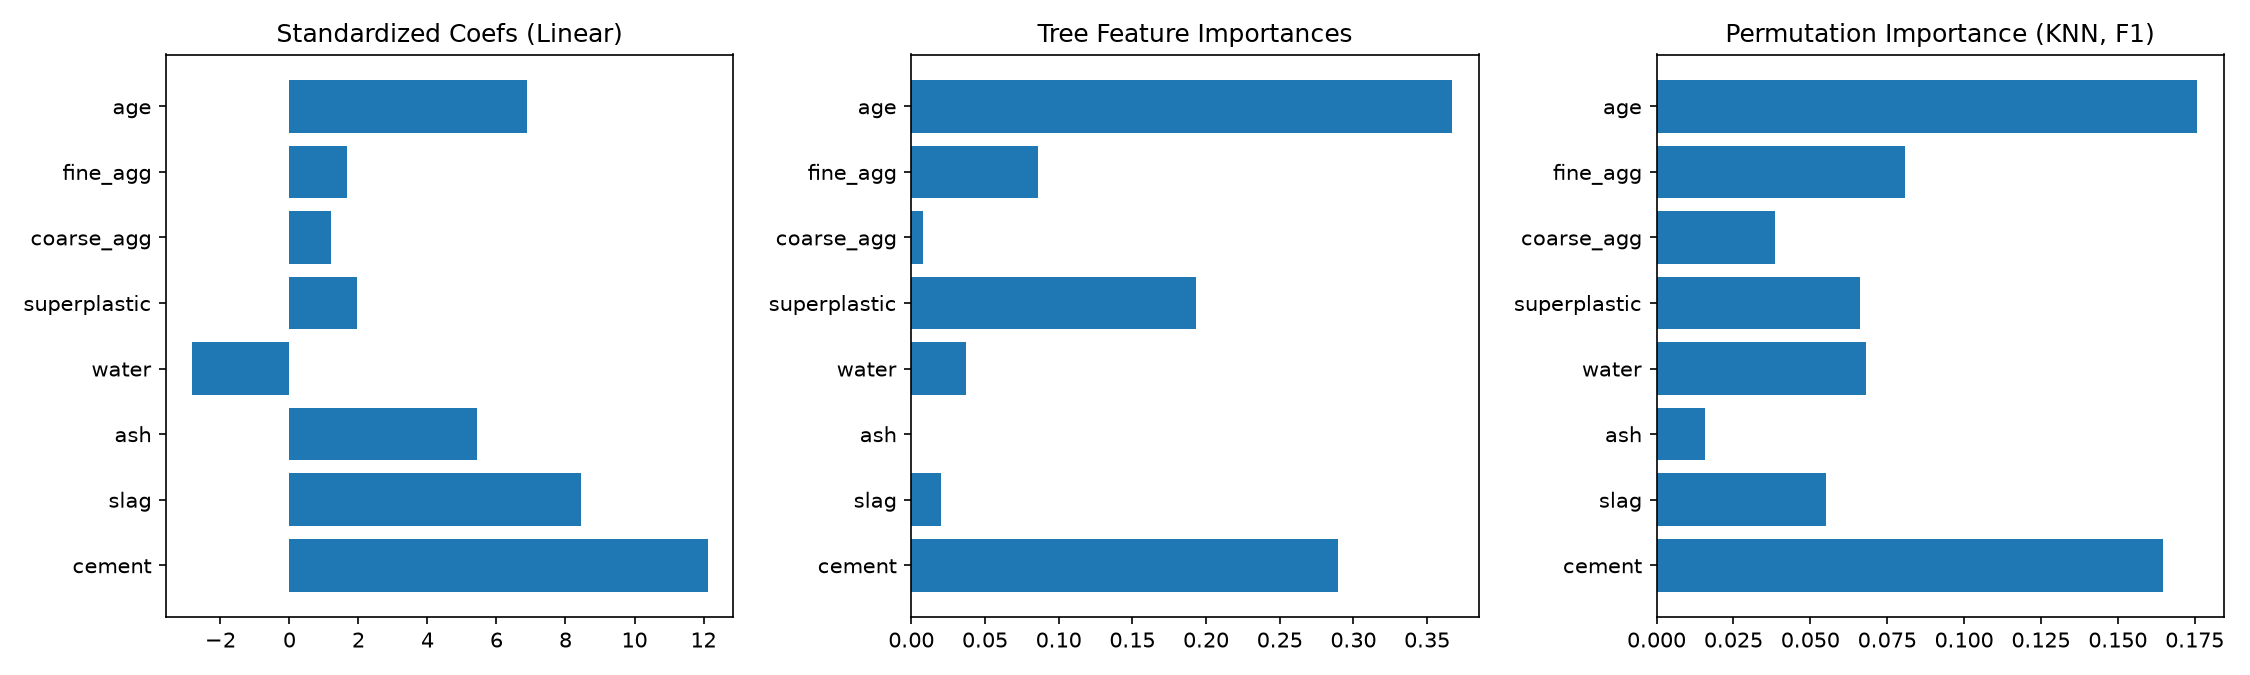 Standardized Coefs (Linear)
age
fine_agg
coarse_agg
superplastic
water
ash
slag
cement
−2 0 2 4 6 8 10 12
Tree Feature Importances
age
fine_agg
coarse_agg
superplastic
water
ash
slag
cement
0.00 0.05 0.10 0.15 0.20 0.25 0.30 0.35
Permutation Importance (KNN, F1)
age
fine_agg
coarse_agg
superplastic
water
ash
slag
cement
0.000 0.025 0.050 0.075 0.100 0.125 0.150 0.175